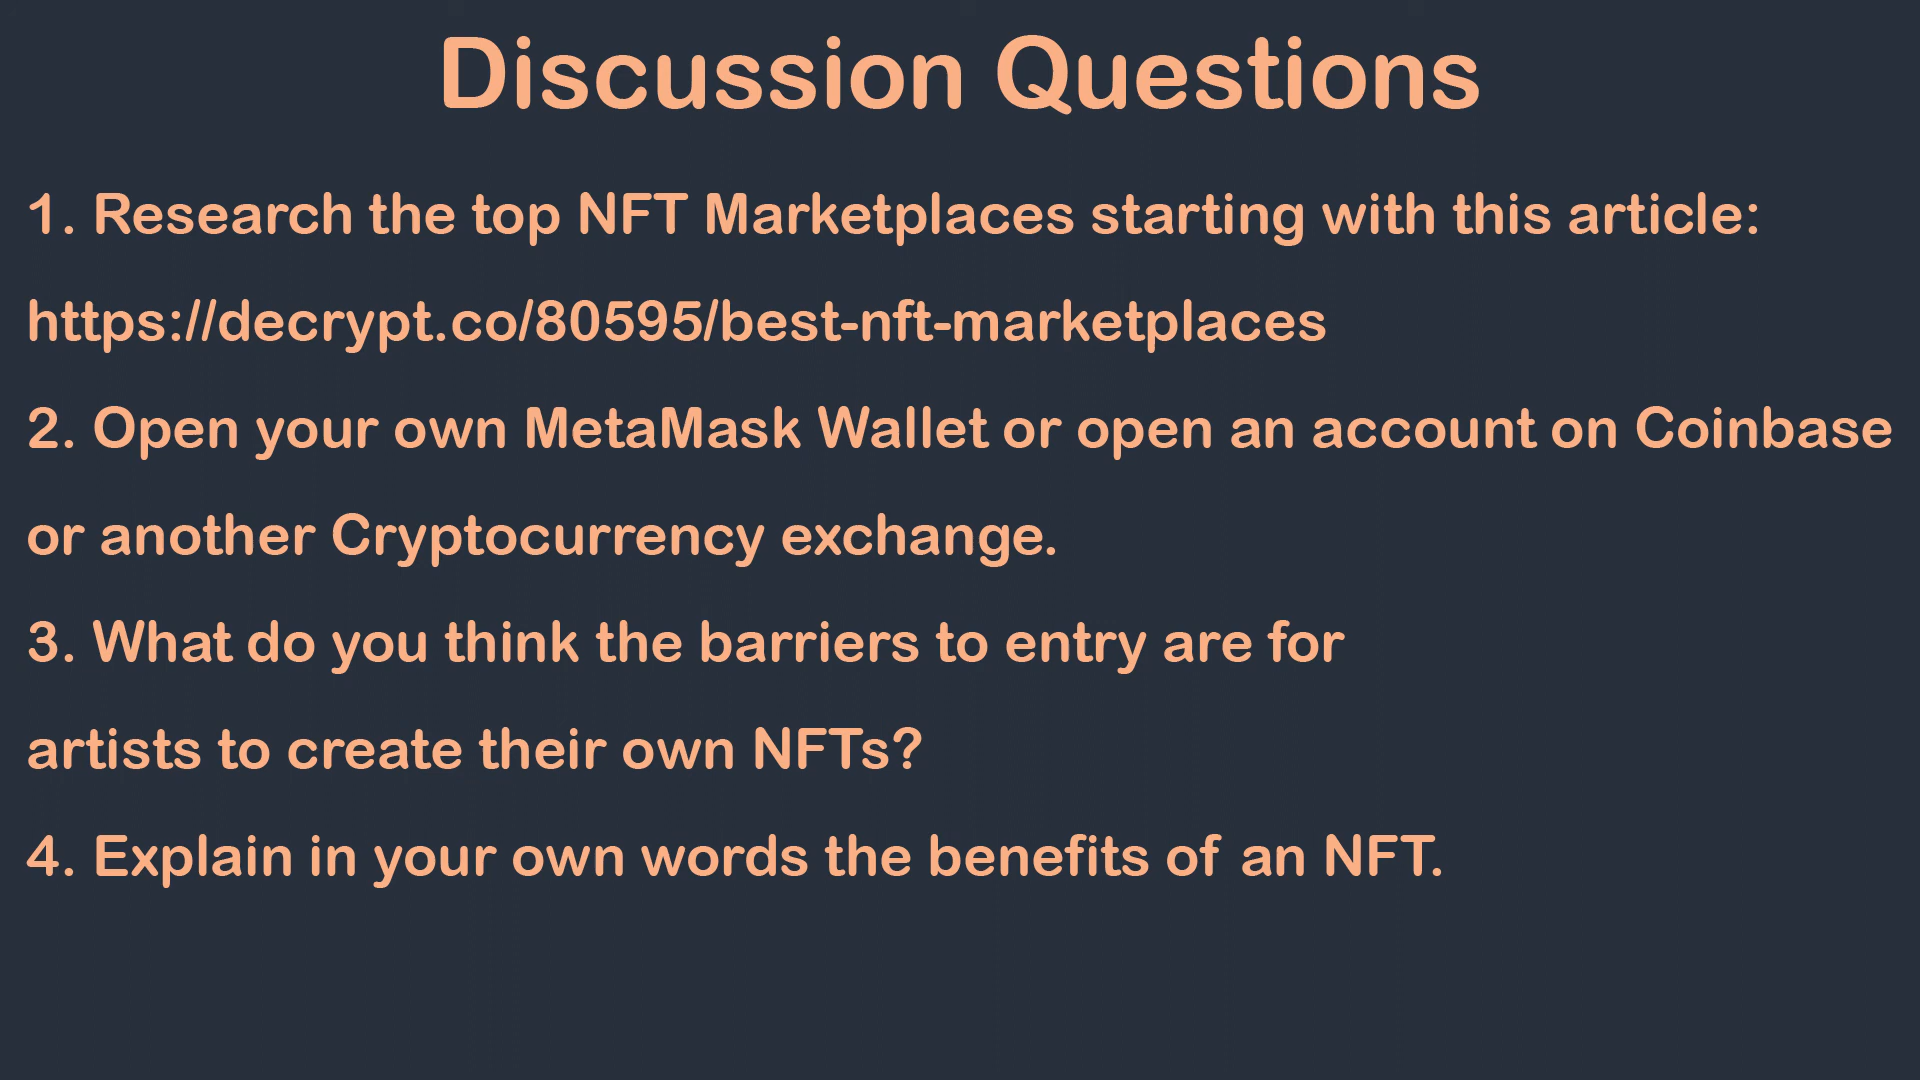 Discussion Questions
1. Research the top NFT Marketplaces starting with this article:
https://decrypt.co/80595/best-nft-marketplaces
2. Open your own MetaMask Wallet or open an account on Coinbase
or another Cryptocurrency exchange.
3. What do you think the barriers to entry are for
artists to create their own NFTs?
4. Explain in your own words the benefits of an NFT.